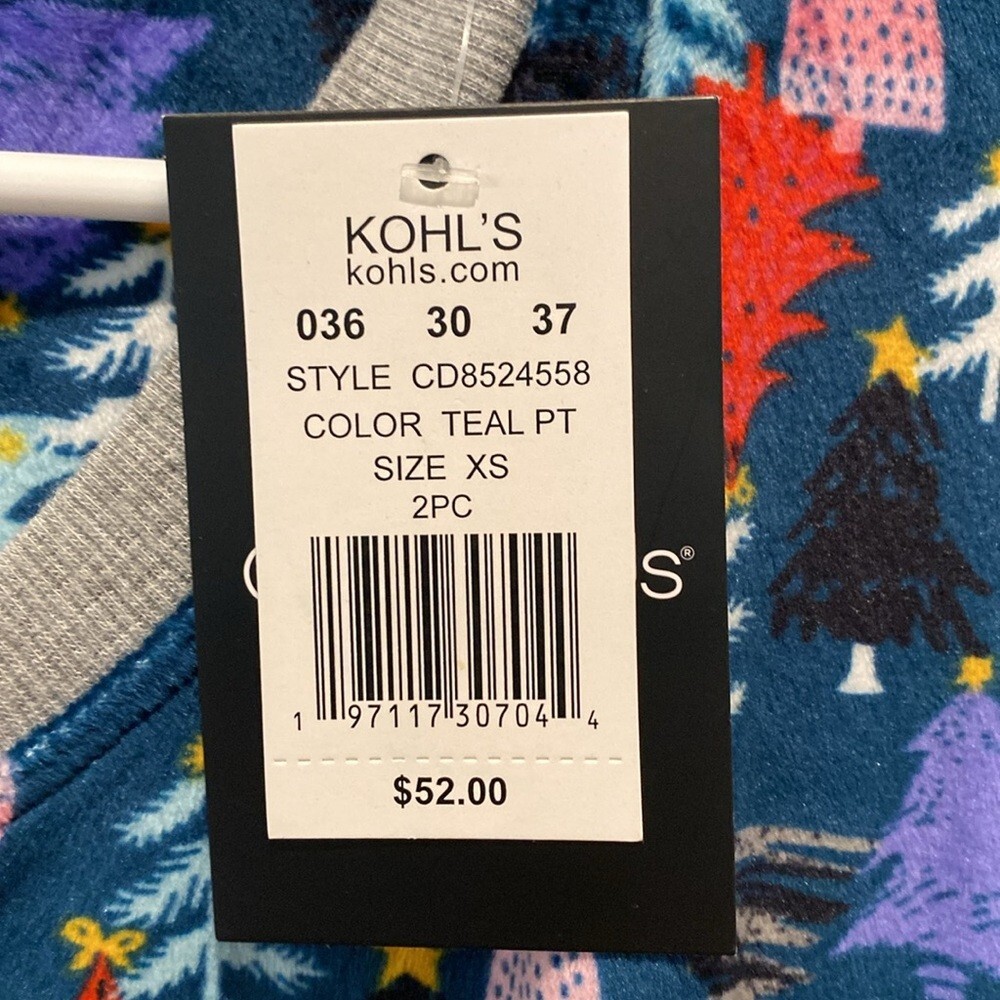 KOHL'S
kohls.com
036 30 37
STYLE CD8524558
COLOR TEAL PT
SIZE XS
2PC
S®
1 97117 30704 4
$52.00